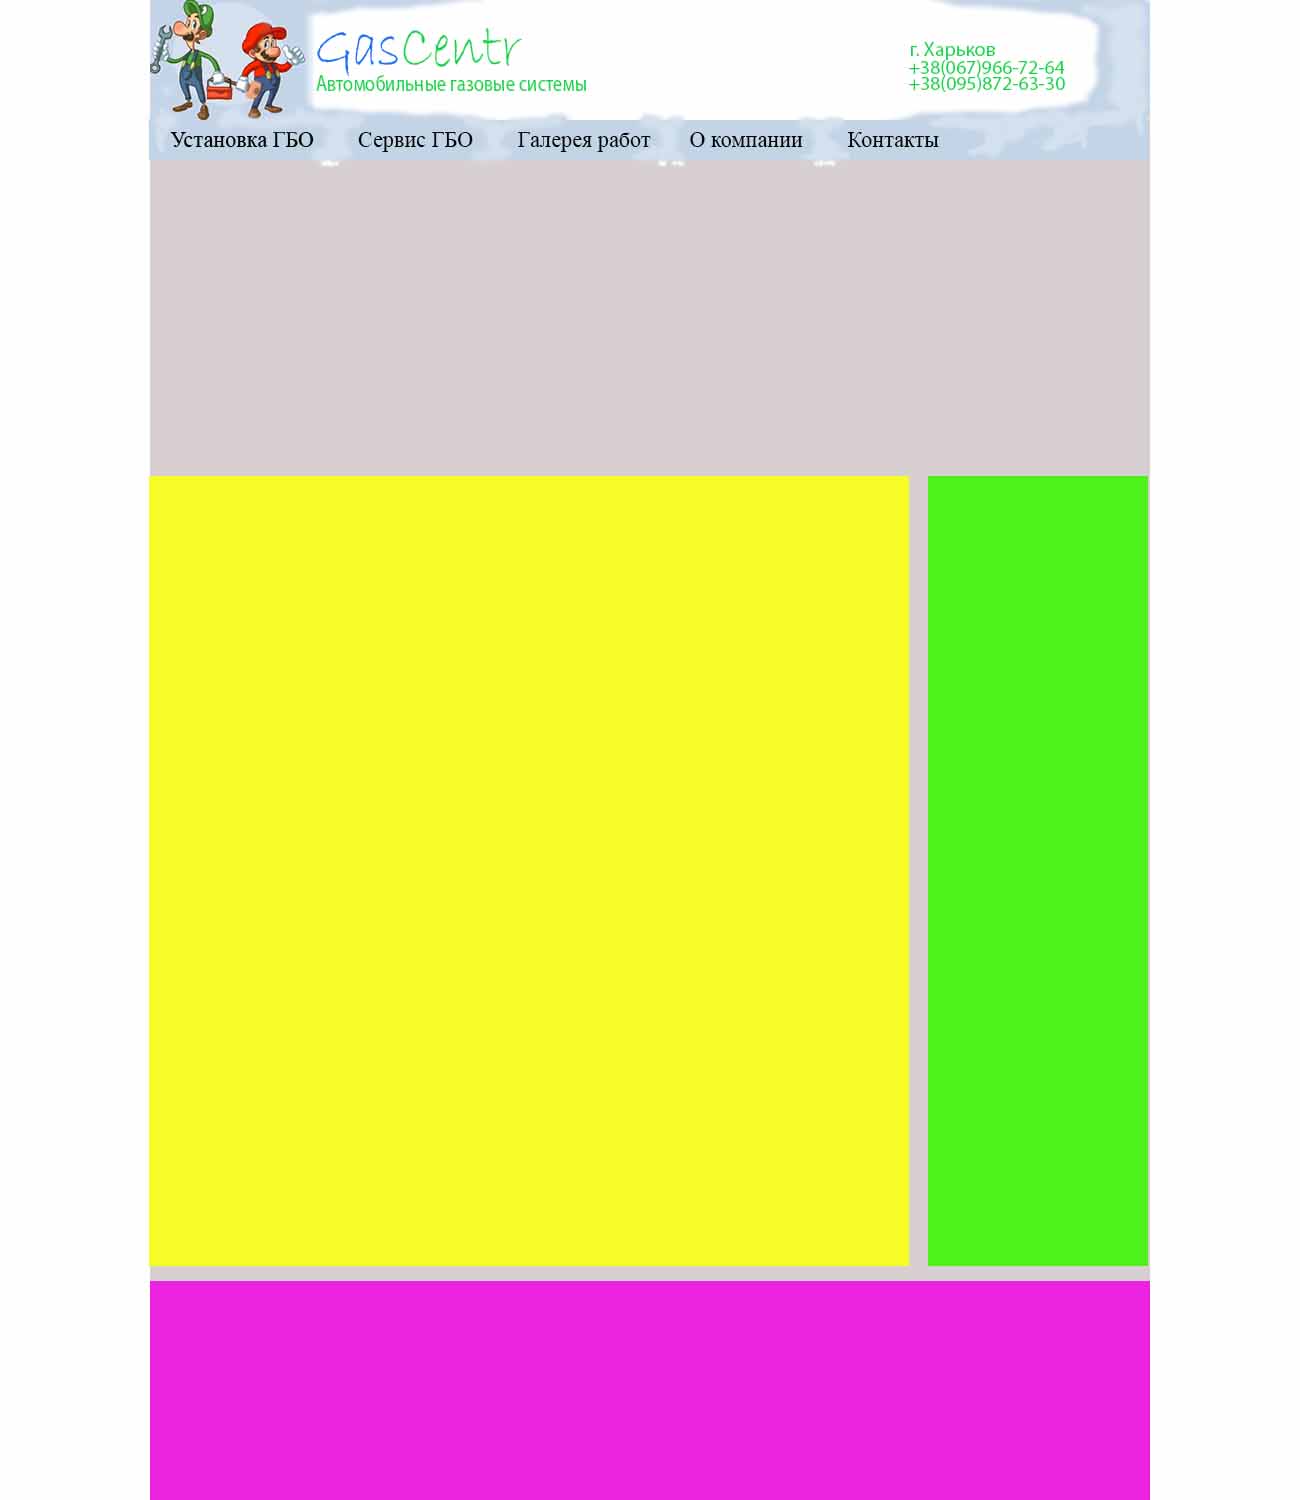 GasCentr
Автомобильные газовые системы
г. Харьков
+38(067)966-72-64
+38(095)872-63-30
Установка ГБО Сервис ГБО Галерея работ О компании Контакты